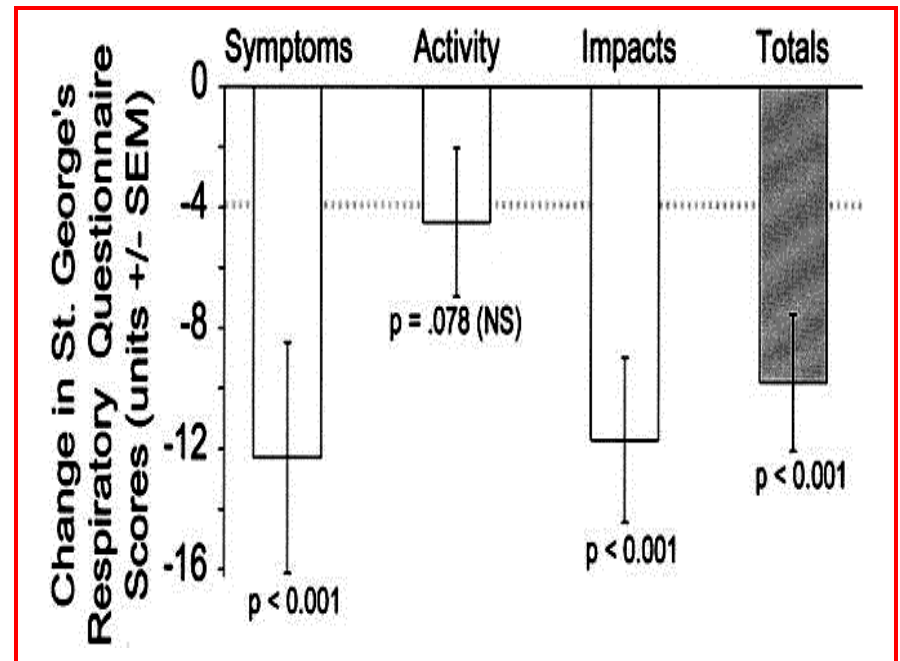 Symptoms Activity Impacts Totals
Change in St. George's
Respiratory Questionnaire
Scores (units +/- SEM)
0
-4
-8
-12
-16
p < 0.001
p = .078 (NS)
p < 0.001
p < 0.001